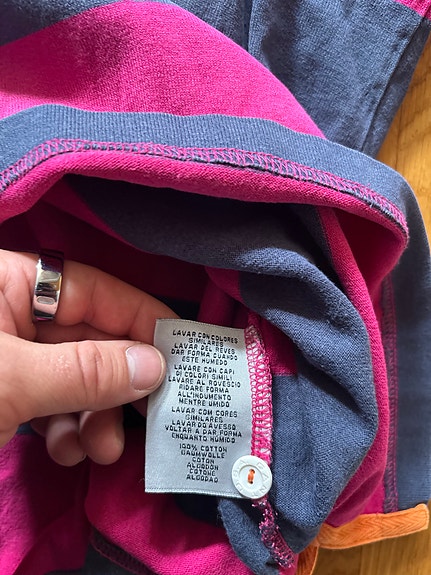 LAVAR CON COLORES
SIMILARES
LAVAR DEL REVES
DAR FORMA CUANDO
ESTE HUMEDO
LAVARE CON CAPI
DI COLORI SIMILI
LAVARE AL ROVESCIO
RIDARE FORMA
ALL'INDUMENTO
MENTRE UMIDO
LAVAR COM CORES
SIMILARES
LAVAR DO AVESSO
VOLTAR A DAR FORMA
ENQUANTO HÚMIDO
100% COTTON
BAUMWOLLE
COTON
ALGODON
COTONE
ALGODAO